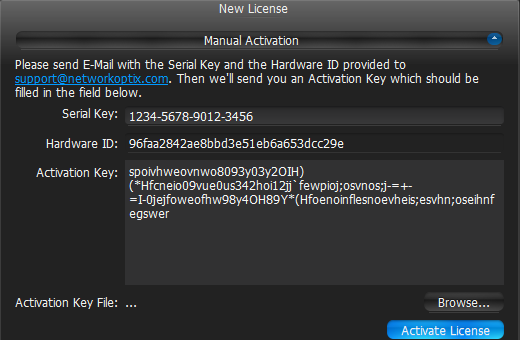 New License
Manual Activation
Please send E-Mail with the Serial Key and the Hardware ID provided to
support@networkoptix.com. Then we'll send you an Activation Key which should be
filled in the field below.
Serial Key: 1234-5678-9012-3456
Hardware ID: 96faa2842ae8bbd3e51eb6a653dcc29e
Activation Key: spoivhweovnwo8093y03y2OIH)
(*Hfcneio09vue0us342hoi12jj`fewpioj;osvnos;j-=+-
=I-0jejfoweofhw98y4OH89Y*(Hfoenoinflesnoevheis;esvhn;oseihnf
egswer
Activation Key File: ... Browse...
Activate License